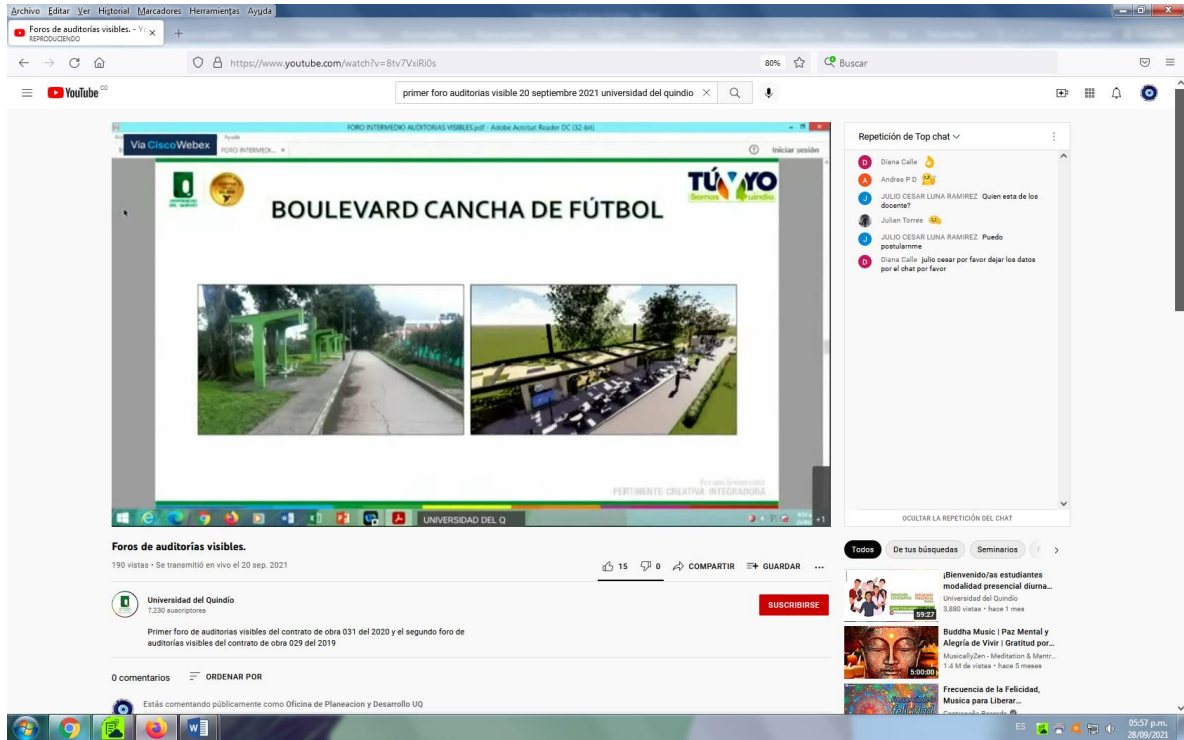 Archivo Editar Ver Historial Marcadores Herramientas Ayuda
Foros de auditorías visibles. - Yo
REPRODUCIENDO
https://www.youtube.com/watch?v=8tv7VxiRi0s
80%
Buscar
YouTube CO
primer foro auditorias visible 20 septiembre 2021 universidad del quindio
FORO INTERMEDIO AUDITORIAS VISIBLES.pdf - Adobe Acrobat Reader DC (32-bit)
Ayuda
Via Cisco Webex
FORO INTERMEDI...
Iniciar sesión
TÚ Y YO
Somos Quindío
BOULEVARD CANCHA DE FÚTBOL
PERTINENTE CREATIVA INTEGRADORA
UNIVERSIDAD DEL Q
+1
Repetición de Top chat
Diana Calle
Andrea P D
JULIO CESAR LUNA RAMIREZ Quien esta de los
docente?
Julian Torres
JULIO CESAR LUNA RAMIREZ Puedo
postularnme
Diana Calle julio cesar por favor dejar los datos
por el chat por favor
OCULTAR LA REPETICIÓN DEL CHAT
Foros de auditorías visibles.
190 vistas • Se transmitió en vivo el 20 sep. 2021
15
0
COMPARTIR
GUARDAR
Universidad del Quindío
7,230 suscriptores
SUSCRIBIRSE
Primer foro de auditorias visibles del contrato de obra 031 del 2020 y el segundo foro de
auditorías visibles del contrato de obra 029 del 2019
0 comentarios
ORDENAR POR
Estás comentando públicamente como Oficina de Planeacion y Desarrollo UQ
Todos
De tus búsquedas
Seminarios
¡Bienvenido/as estudiantes
modalidad presencial diurna...
Universidad del Quindío
3,880 vistas • hace 1 mes
59:27
Buddha Music | Paz Mental y
Alegría de Vivir | Gratitud por...
MusicallyZen - Meditation & Mantr...
1.4 M de vistas • hace 5 meses
5:00:00
Frecuencia de la Felicidad,
Musica para Liberar...
ES
05:57 p.m.
28/09/2021